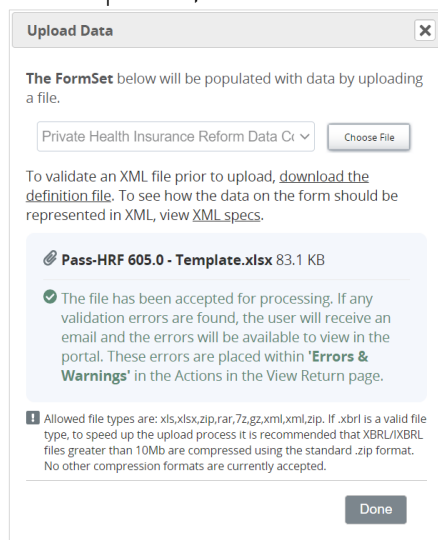 Upload Data
The FormSet below will be populated with data by uploading
a file.
Private Health Insurance Reform Data Co
Choose File
To validate an XML file prior to upload, download the
definition file. To see how the data on the form should be
represented in XML, view XML specs.
Pass-HRF 605.0 - Template.xlsx 83.1 KB
The file has been accepted for processing. If any
validation errors are found, the user will receive an
email and the errors will be available to view in the
portal. These errors are placed within 'Errors &
Warnings' in the Actions in the View Return page.
Allowed file types are: xls,xlsx,zip,rar,7z,gz,xml,xml,zip. If .xbrl is a valid file
type, to speed up the upload process it is recommended that XBRL/IXBRL
files greater than 10Mb are compressed using the standard .zip format.
No other compression formats are currently accepted.
Done